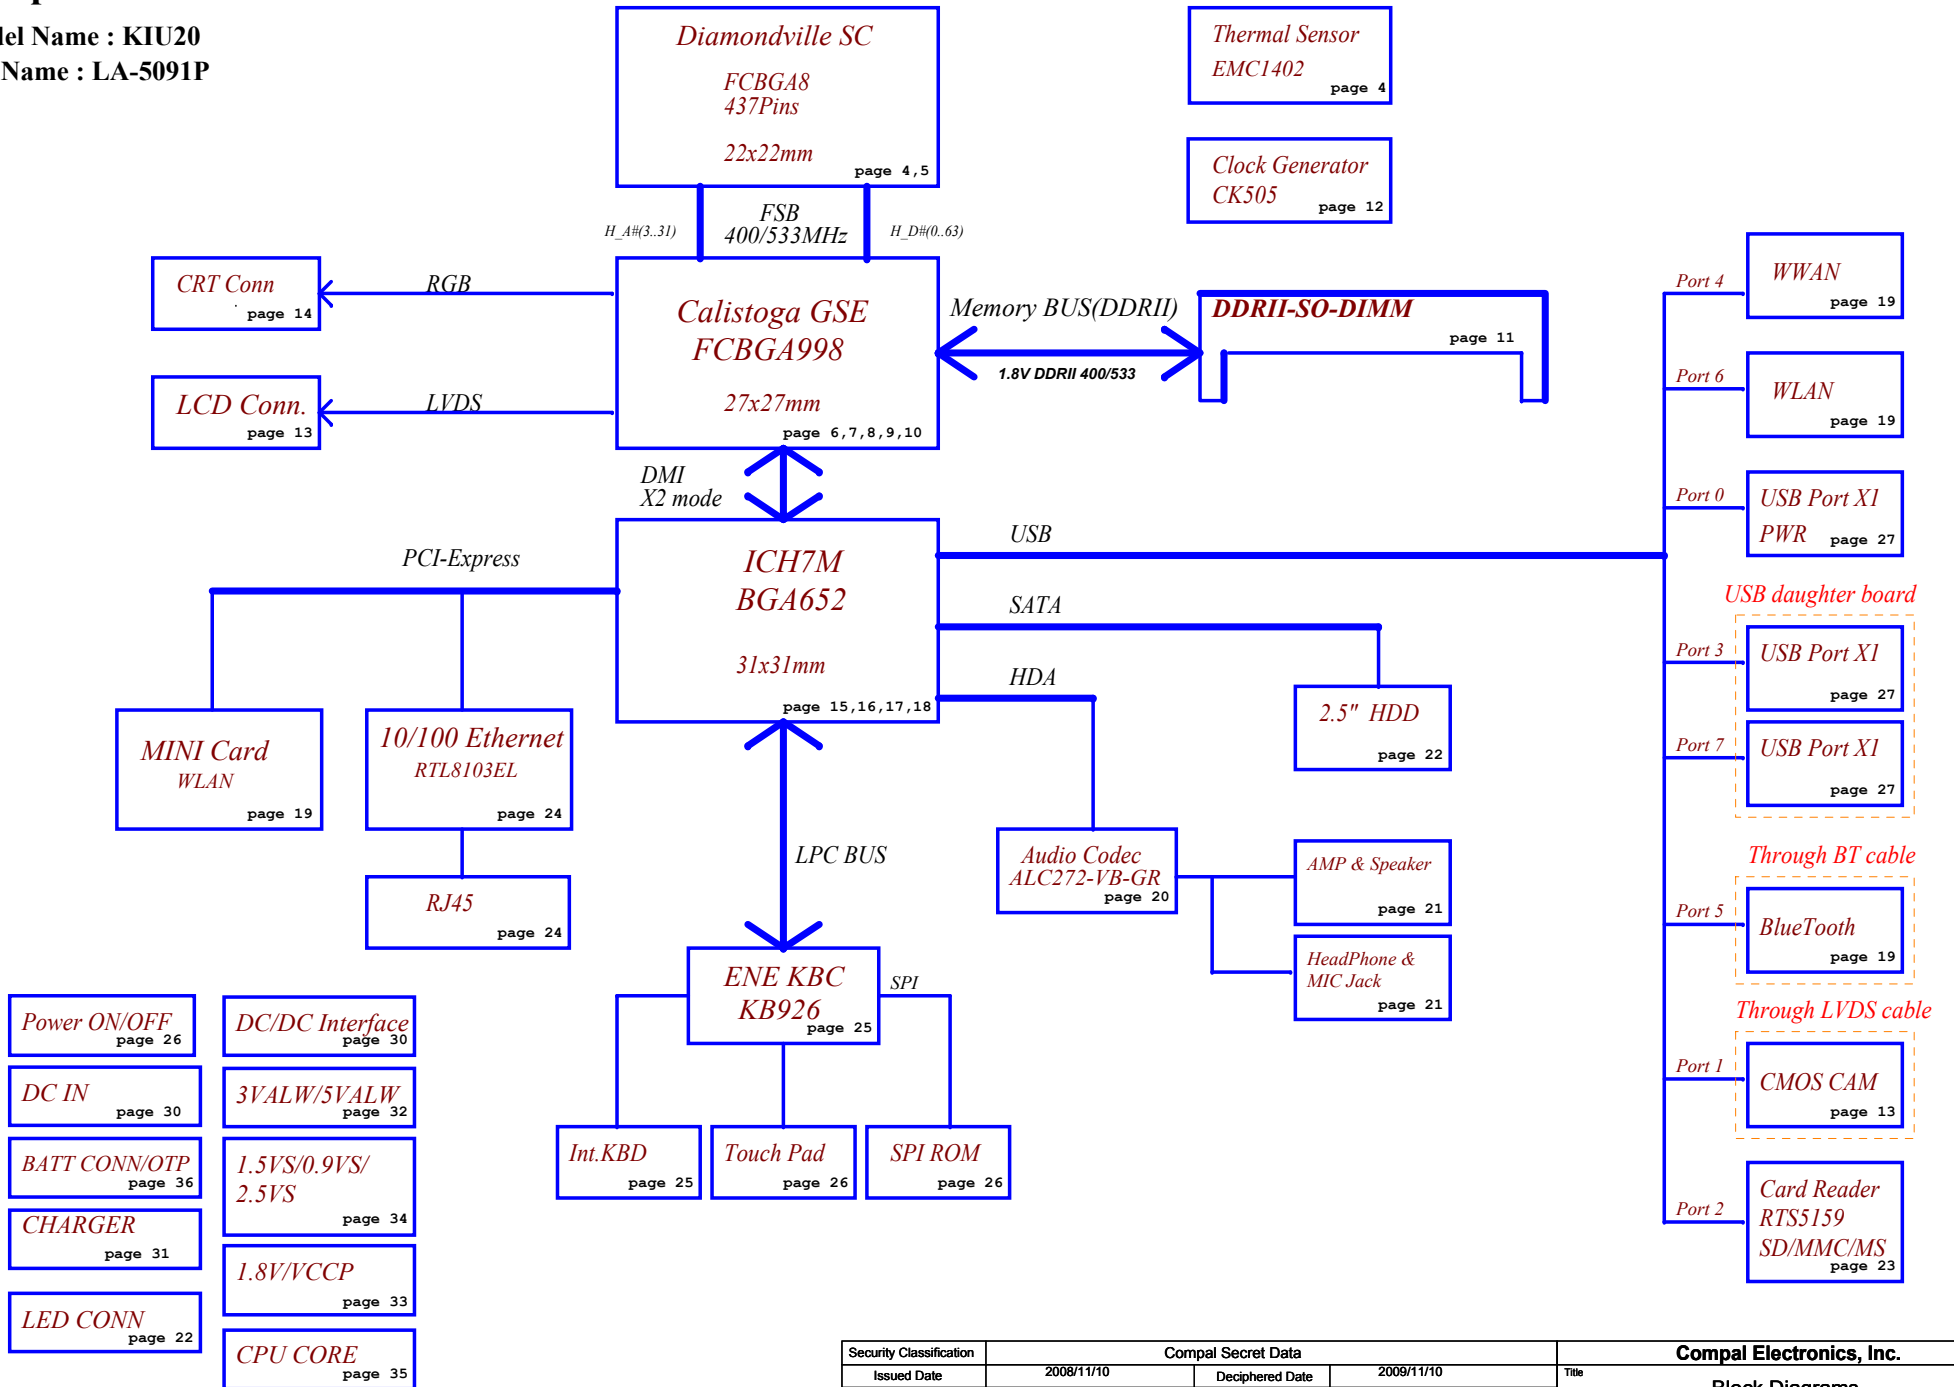 del Name : KIU20
Name : LA-5091P
Diamondville SC
FCBGA8
437Pins
22x22mm
page 4,5
Thermal Sensor
EMC1402
page 4
Clock Generator
CK505
page 12
H_A#(3..31)
FSB
400/533MHz
H_D#(0..63)
CRT Conn
page 14
RGB
LCD Conn.
page 13
LVDS
Calistoga GSE
FCBGA998
27x27mm
page 6,7,8,9,10
Memory BUS(DDRII)
1.8V DDRII 400/533
DDRII-SO-DIMM
page 11
DMI
X2 mode
PCI-Express
ICH7M
BGA652
31x31mm
page 15,16,17,18
USB
SATA
HDA
Port 4
WWAN
page 19
Port 6
WLAN
page 19
Port 0
USB Port X1
PWR page 27
USB daughter board
Port 3
USB Port X1
page 27
Port 7
USB Port X1
page 27
Through BT cable
Port 5
BlueTooth
page 19
Through LVDS cable
Port 1
CMOS CAM
page 13
Port 2
Card Reader
RTS5159
SD/MMC/MS
page 23
MINI Card
WLAN
page 19
10/100 Ethernet
RTL8103EL
page 24
RJ45
page 24
2.5" HDD
page 22
LPC BUS
Audio Codec
ALC272-VB-GR
page 20
AMP & Speaker
page 21
HeadPhone &
MIC Jack
page 21
ENE KBC
KB926
page 25
SPI
Int.KBD
page 25
Touch Pad
page 26
SPI ROM
page 26
Power ON/OFF
page 26
DC/DC Interface
page 30
DC IN
page 30
3VALW/5VALW
page 32
BATT CONN/OTP
page 36
1.5VS/0.9VS/
2.5VS
page 34
CHARGER
page 31
1.8V/VCCP
page 33
LED CONN
page 22
CPU CORE
page 35
Security Classification
Compal Secret Data
Compal Electronics, Inc.
Issued Date
2008/11/10
Deciphered Date
2009/11/10
Title
Block Diagrams